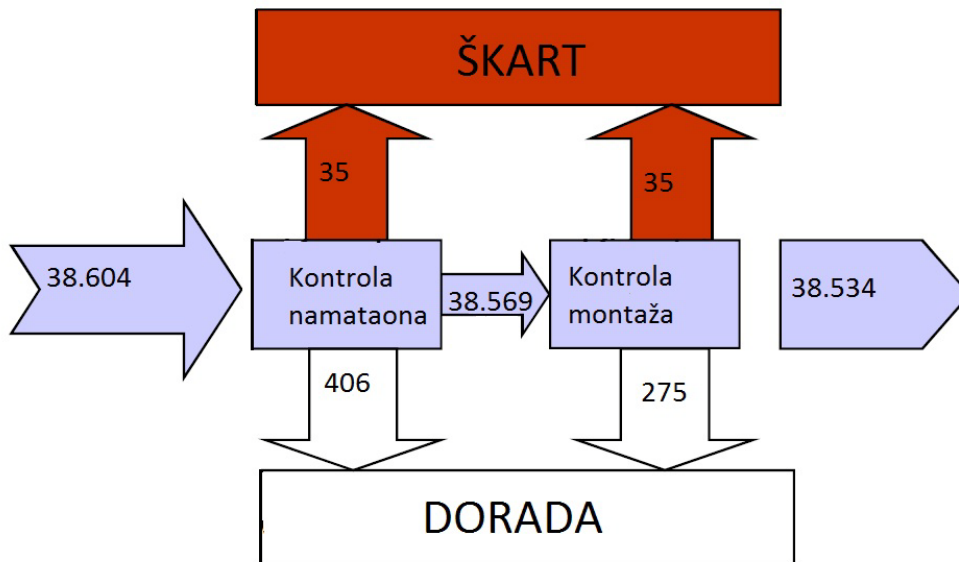 ŠKART
35
35
38.604
Kontrola
namataona
38.569
Kontrola
montaža
38.534
406
275
DORADA